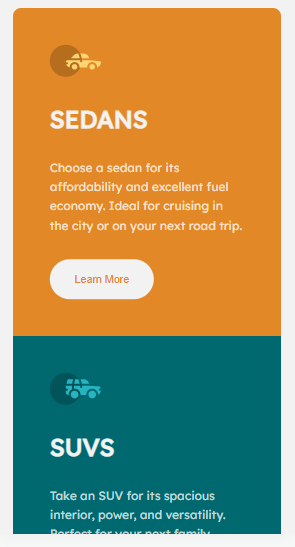 SEDANS
Choose a sedan for its
affordability and excellent fuel
economy. Ideal for cruising in
the city or on your next road trip.
Learn More
SUVS
Take an SUV for its spacious
interior, power, and versatility.
Perfect for your next family